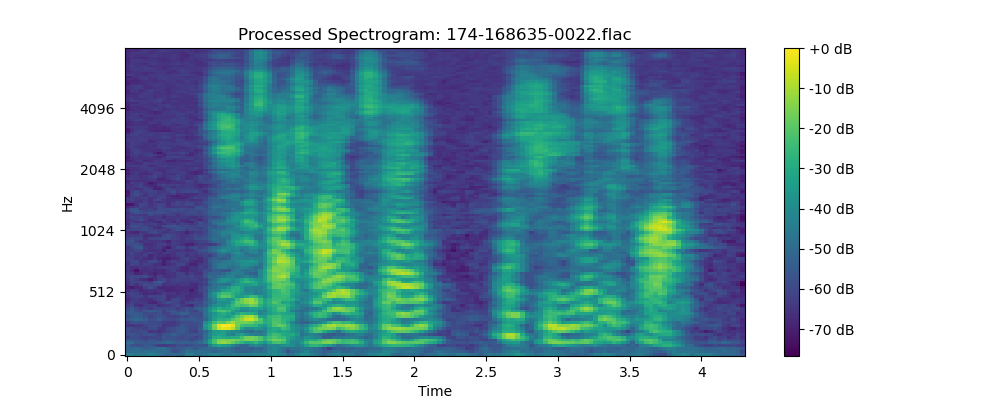 Processed Spectrogram: 174-168635-0022.flac
Hz
4096
2048
1024
512
0
0 0.5 1 1.5 2 2.5 3 3.5 4
Time
+0 dB
-10 dB
-20 dB
-30 dB
-40 dB
-50 dB
-60 dB
-70 dB